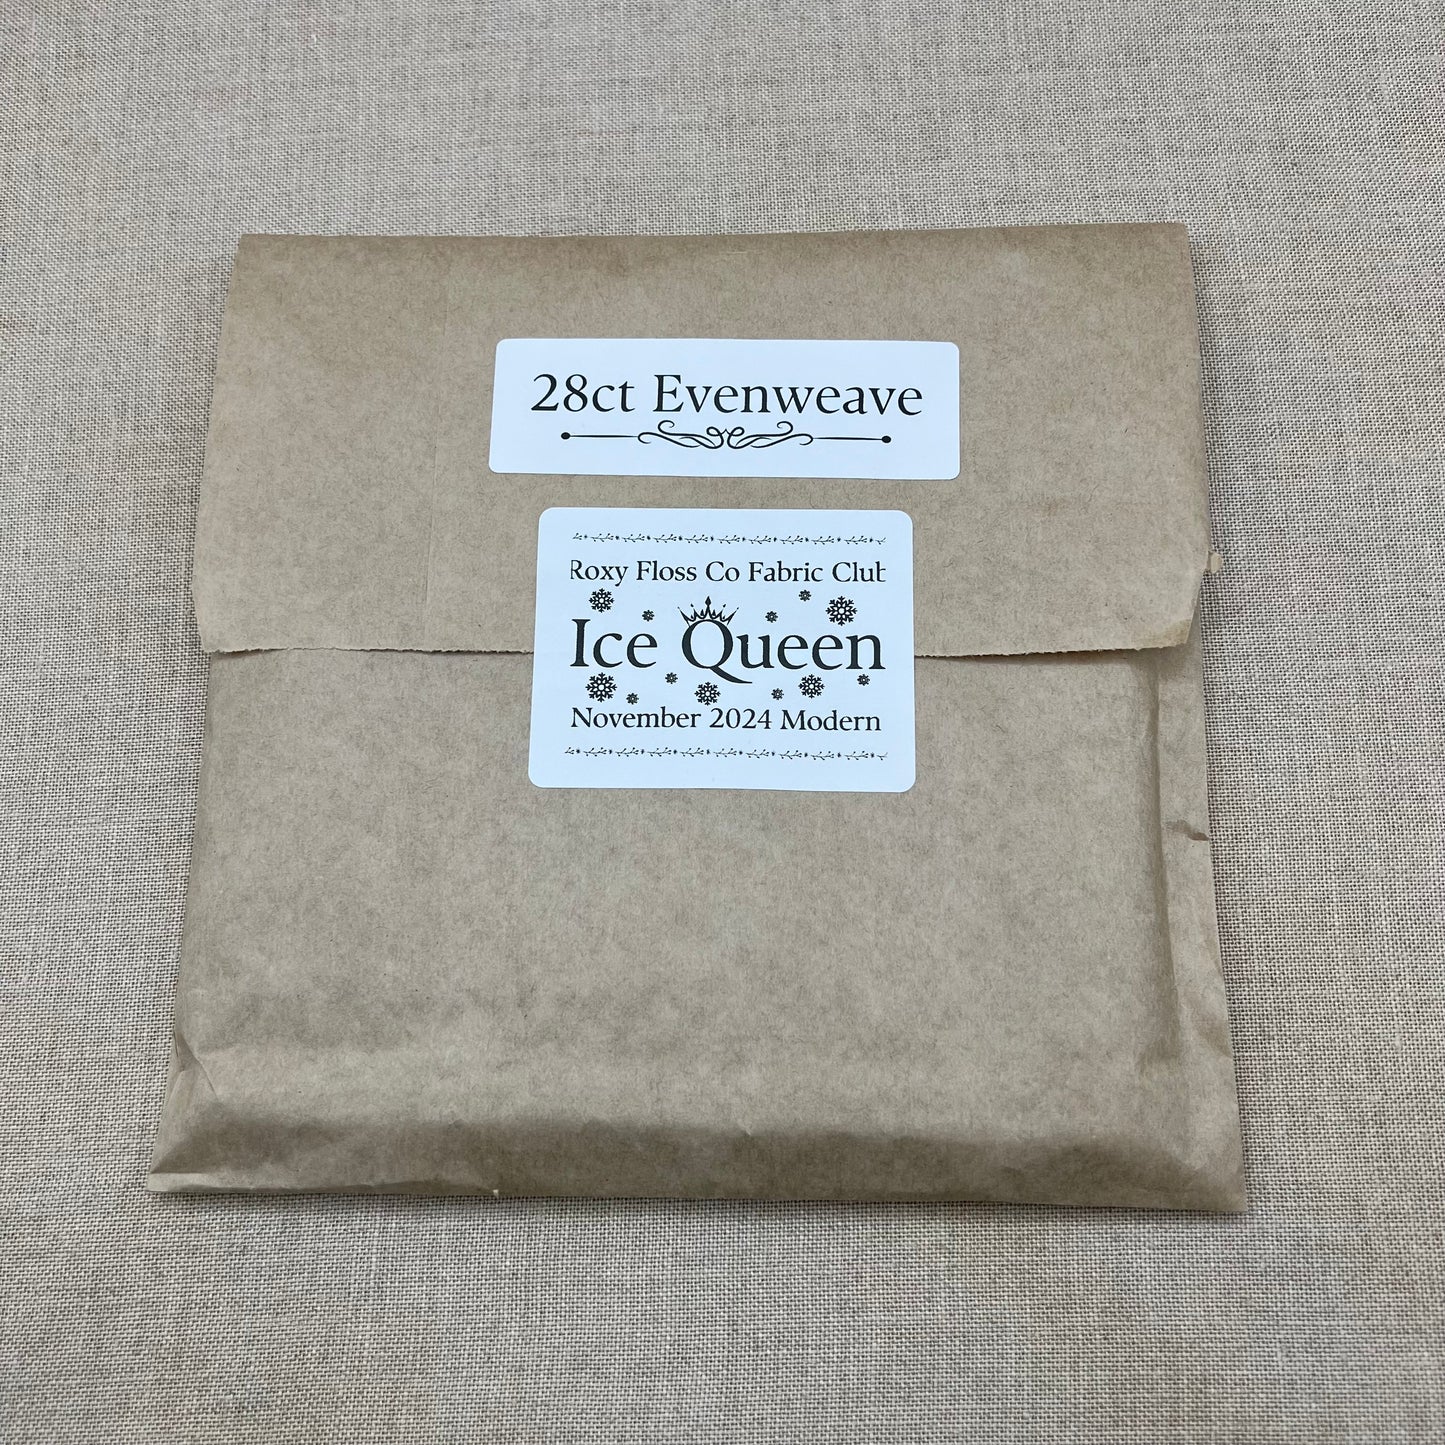 28ct Evenweave
Roxy Floss Co Fabric Club
Ice Queen
November 2024 Modern